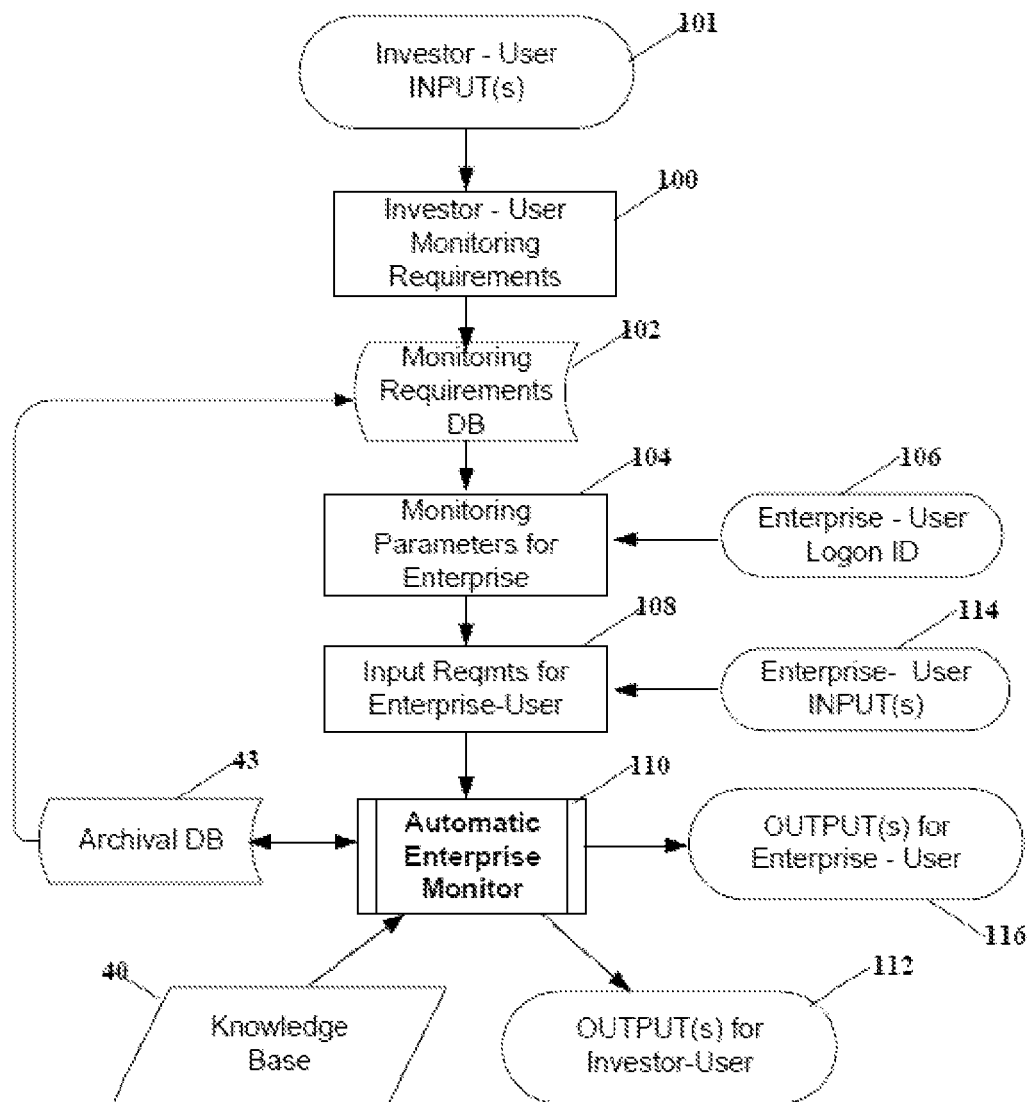 101
Investor - User
INPUT(s)
100
Investor - User
Monitoring
Requirements
102
Monitoring
Requirements
DB
104
106
Monitoring
Parameters for
Enterprise
Enterprise - User
Logon ID
108
114
Input Reqmts for
Enterprise-User
Enterprise- User
INPUT(s)
43
110
Archival DB
Automatic
Enterprise
Monitor
OUTPUT(s) for
Enterprise - User
116
40
112
Knowledge
Base
OUTPUT(s) for
Investor-User